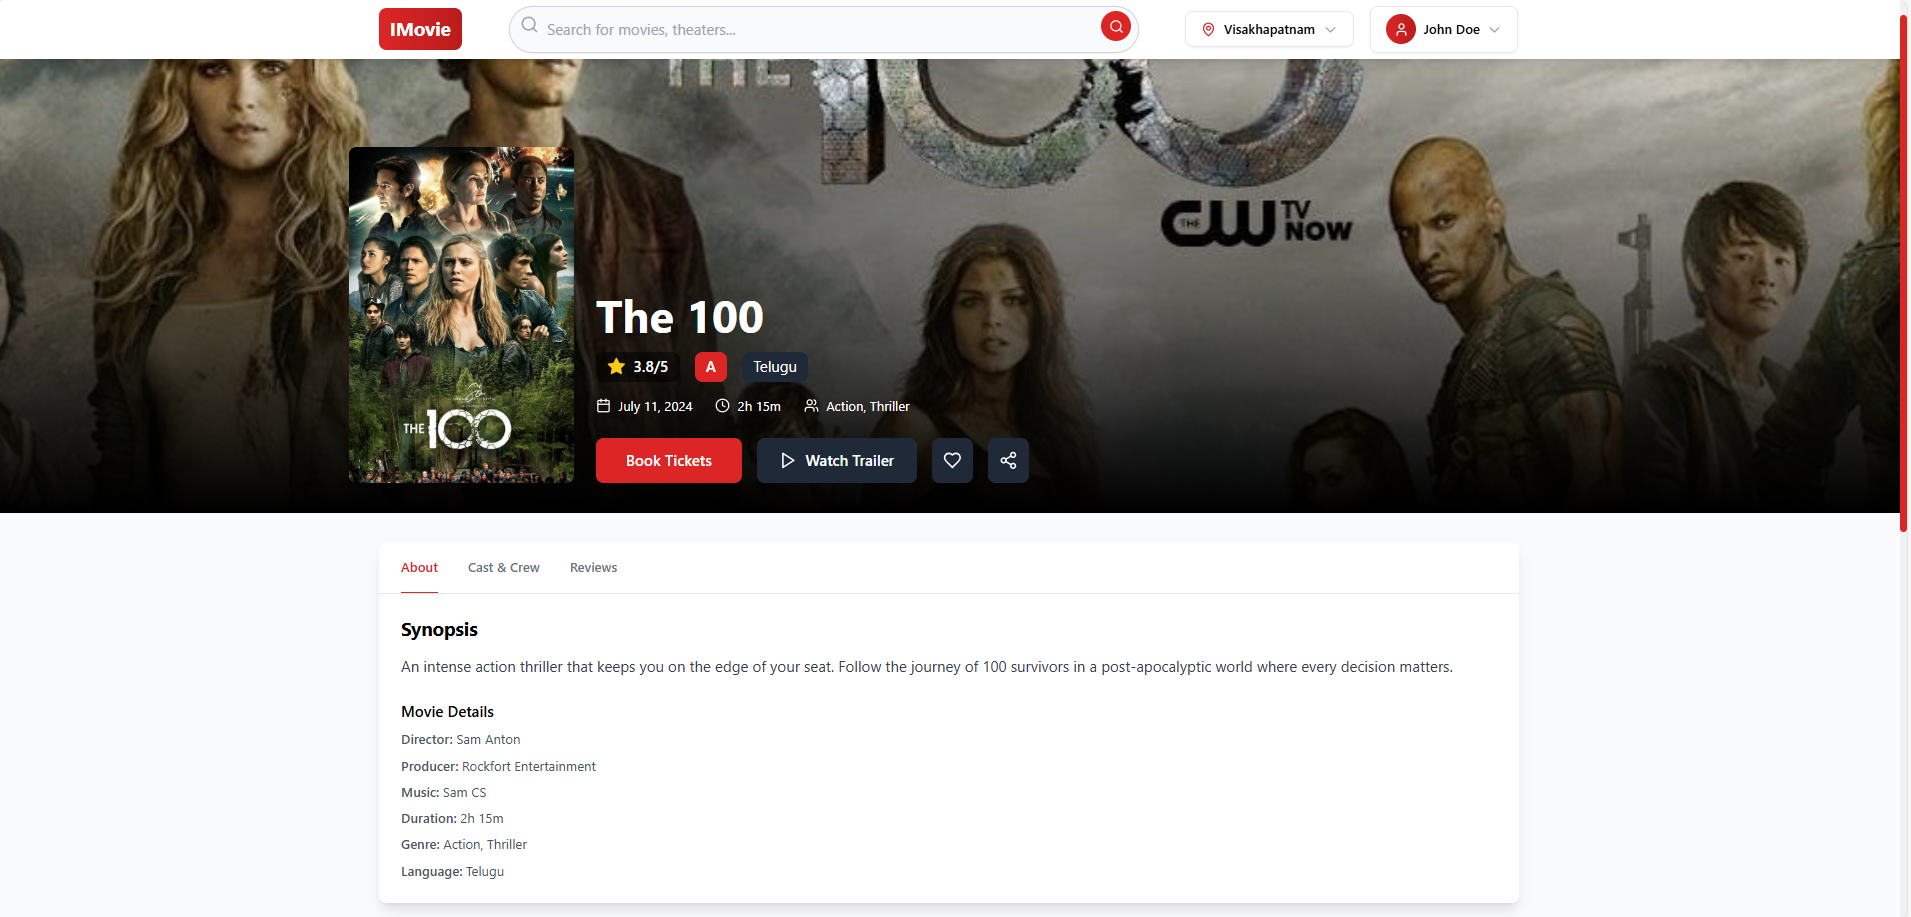 IMovie
Search for movies, theaters...
Visakhapatnam
John Doe
THE
100
THE CW TV NOW
THE 100
The 100
3.8/5
A
Telugu
July 11, 2024
2h 15m
Action, Thriller
Book Tickets
Watch Trailer
About
Cast & Crew
Reviews
Synopsis
An intense action thriller that keeps you on the edge of your seat. Follow the journey of 100 survivors in a post-apocalyptic world where every decision matters.
Movie Details
Director: Sam Anton
Producer: Rockfort Entertainment
Music: Sam CS
Duration: 2h 15m
Genre: Action, Thriller
Language: Telugu